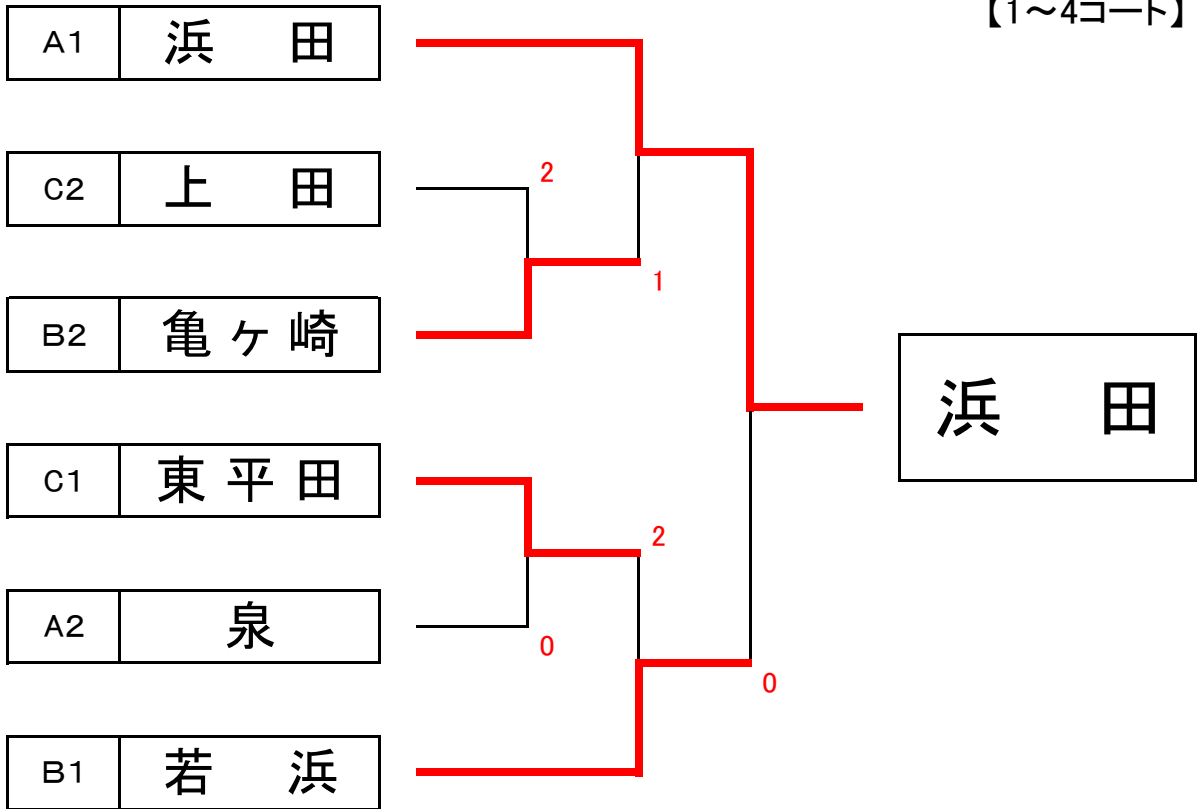 【1～4コート】
A1 浜 田
C2 上 田
2
1
B2 亀ヶ崎
浜 田
C1 東平田
2
A2 泉
0
0
B1 若 浜